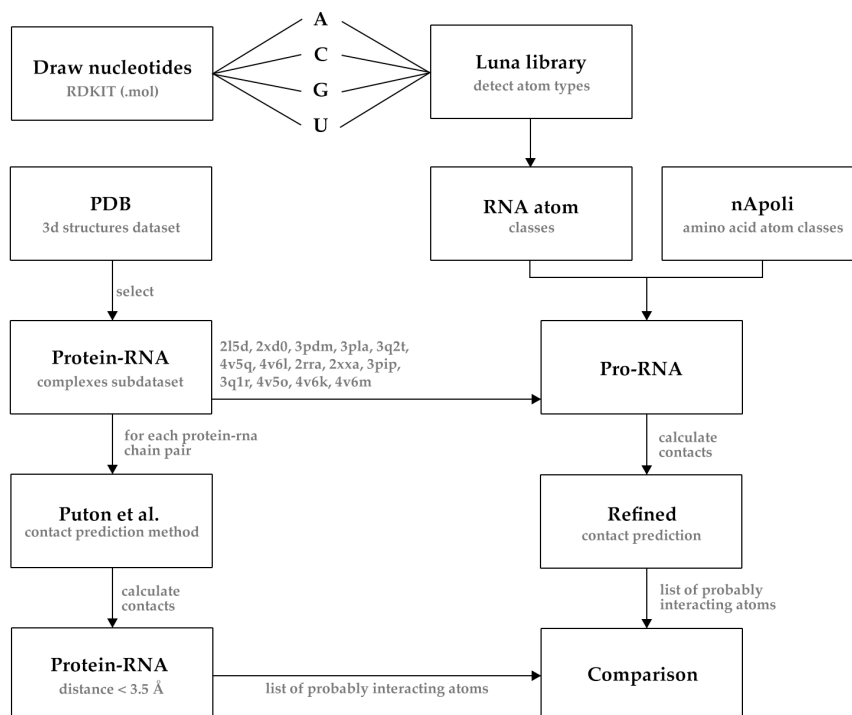 A
C
G
U
Draw nucleotides
RDKIT (.mol)
Luna library
detect atom types
PDB
3d structures dataset
RNA atom
classes
nApoli
amino acid atom classes
select
Protein-RNA
complexes subdataset
2l5d, 2xd0, 3pdm, 3pla, 3q2t,
4v5q, 4v6l, 2rra, 2xxa, 3pip,
3q1r, 4v5o, 4v6k, 4v6m
Pro-RNA
for each protein-rna
chain pair
calculate
contacts
Puton et al.
contact prediction method
Refined
contact prediction
calculate
contacts
list of probably
interacting atoms
Protein-RNA
distance < 3.5 Å
list of probably interacting atoms
Comparison